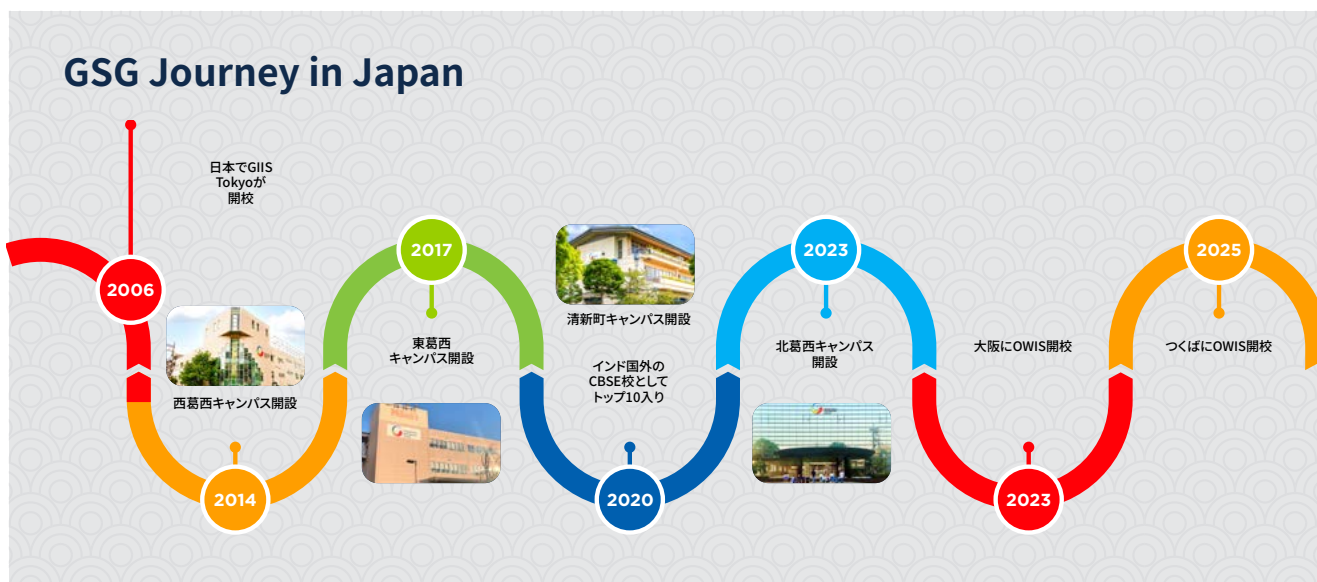 GSG Journey in Japan
日本でGIIS
Tokyoが
開校
2006
西葛西キャンパス開設
2014
2017
東葛西
キャンパス開設
清新町キャンパス開設
インド国外の
CBSE校として
トップ10入り
2020
2023
北葛西キャンパス
開設
大阪にOWIS開校
2023
2025
つくばにOWIS開校